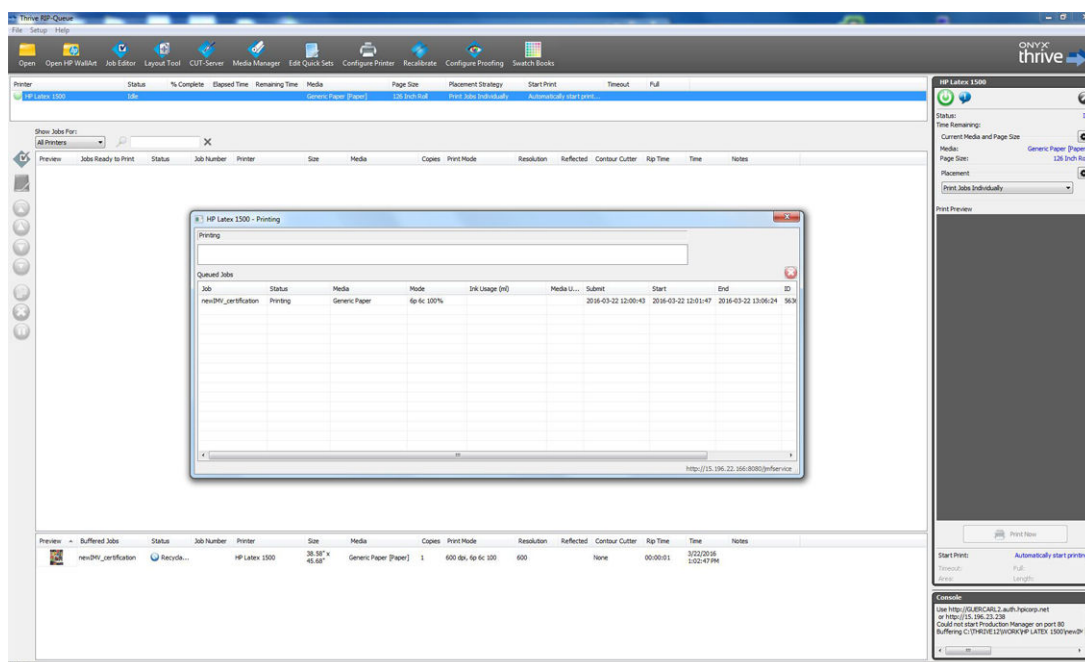 Thrive RIP-Queue
File Setup Help
Open Open HP WallArt Job Editor Layout Tool CUT-Server Media Manager Edit Quick Sets Configure Printer Recalibrate Configure Proofing Swatch Books
ONYX
thrive
Printer Status % Complete Elapsed Time Remaining Time Media Page Size Placement Strategy Start Print Timeout Full
HP Latex 1500 Idle Generic Paper [Paper] 126 Inch Roll Print Jobs Individually Automatically start print...
Show Jobs For:
All Printers
Preview Jobs Ready to Print Status Job Number Printer Size Media Copies Print Mode Resolution Reflected Contour Cutter Rip Time Time Notes
HP Latex 1500 - Printing
Printing
Queued Jobs
Job Status Media Mode Ink Usage (ml) Media U... Submit Start End ID
newIMV_certification Printing Generic Paper 6p 6c 100% 2016-03-22 12:00:43 2016-03-22 12:01:47 2016-03-22 13:06:24 563
http://15.196.22.166:8080/jmfservice
Preview Buffered Jobs Status Job Number Printer Size Media Copies Print Mode Resolution Reflected Contour Cutter Rip Time Time Notes
newIMV_certification Recycla... HP Latex 1500 38.58" x 45.68" Generic Paper [Paper] 1 600 dpi, 6p 6c 100 600 None 00:00:01 3/22/2016 1:02:47 PM
HP Latex 1500
Status:
Time Remaining:
Current Media and Page Size
Media: Generic Paper [Paper
Page Size: 126 Inch Ro
Placement
Print Jobs Individually
Print Preview
Print Now
Start Print: Automatically start printin
Timeout: Full:
Area: Length:
Console
Use http://GUERCARL2.auth.hpicorp.net
or http://15.196.23.238
Could not start Production Manager on port 80
Buffering C:\THRIVE12\WORK\HP LATEX 1500\newIM